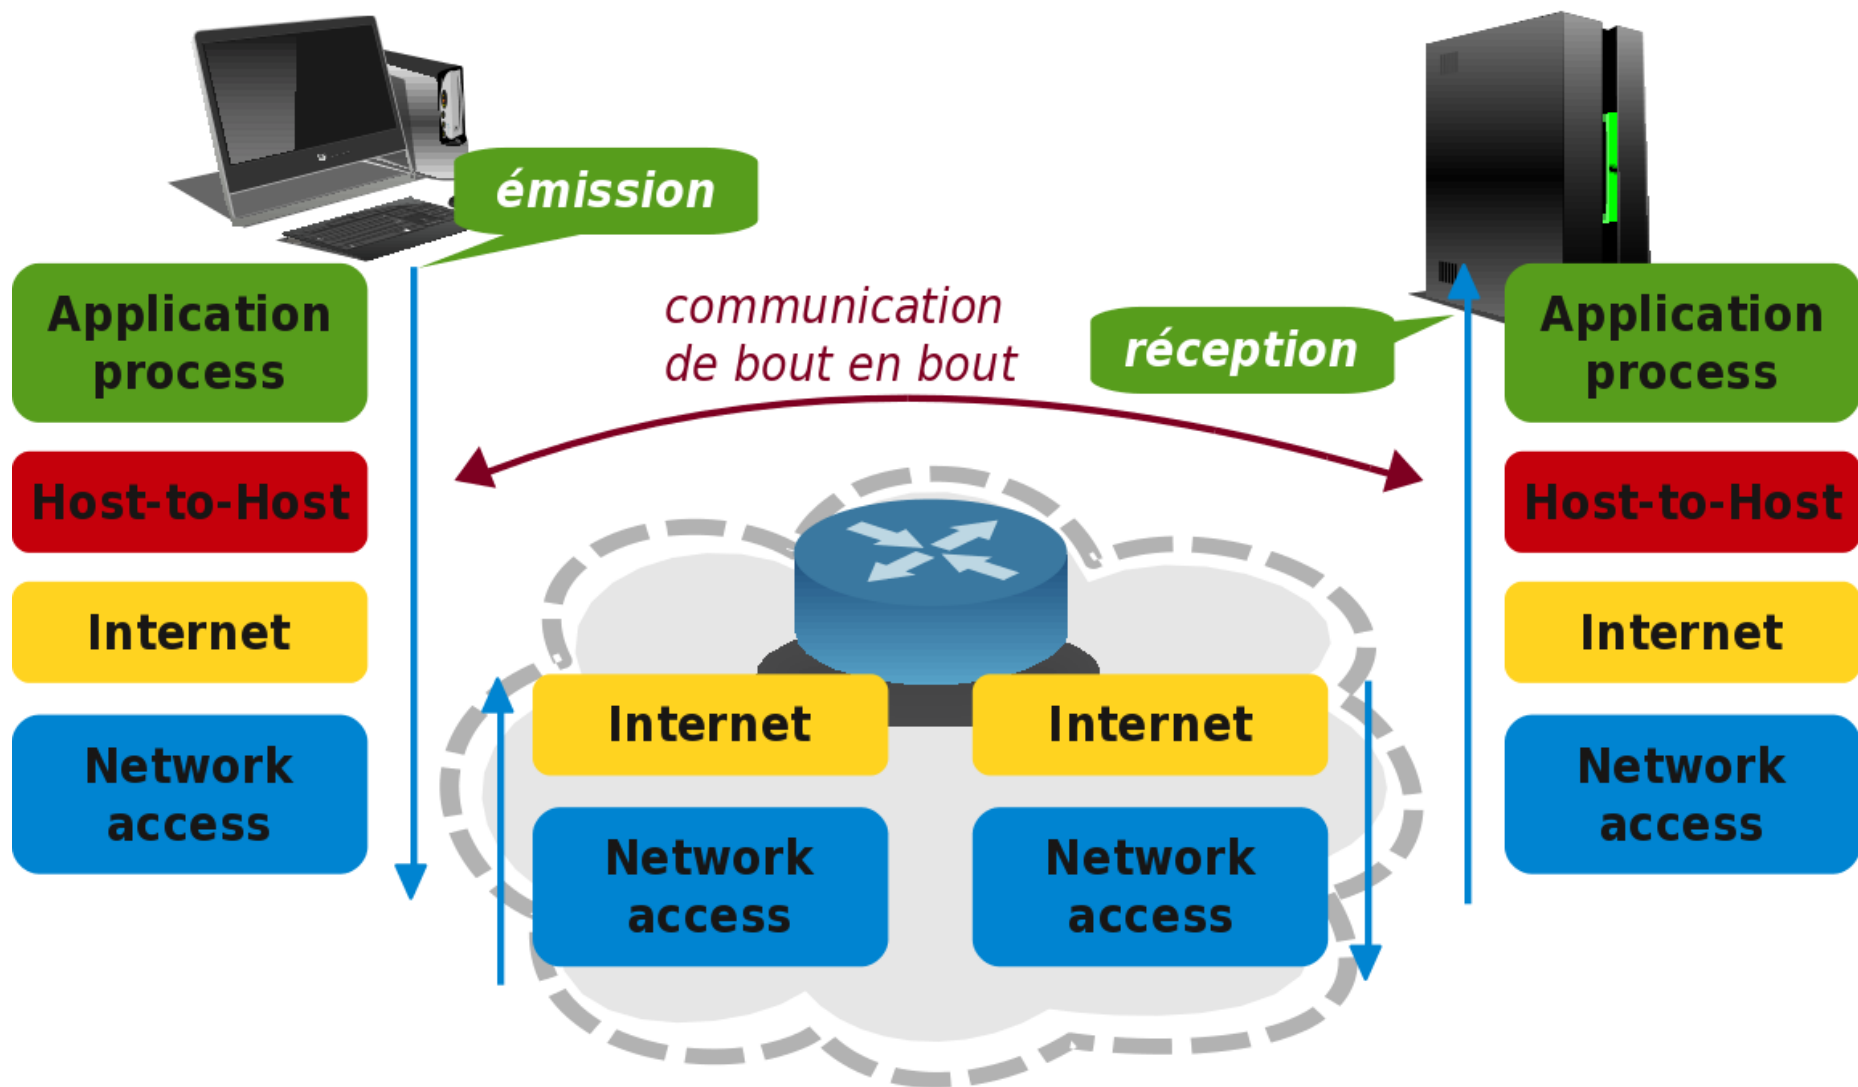 émission
communication
de bout en bout
réception
Application
process
Host-to-Host
Internet
Network
access
Internet
Network
access
Internet
Network
access
Application
process
Host-to-Host
Internet
Network
access